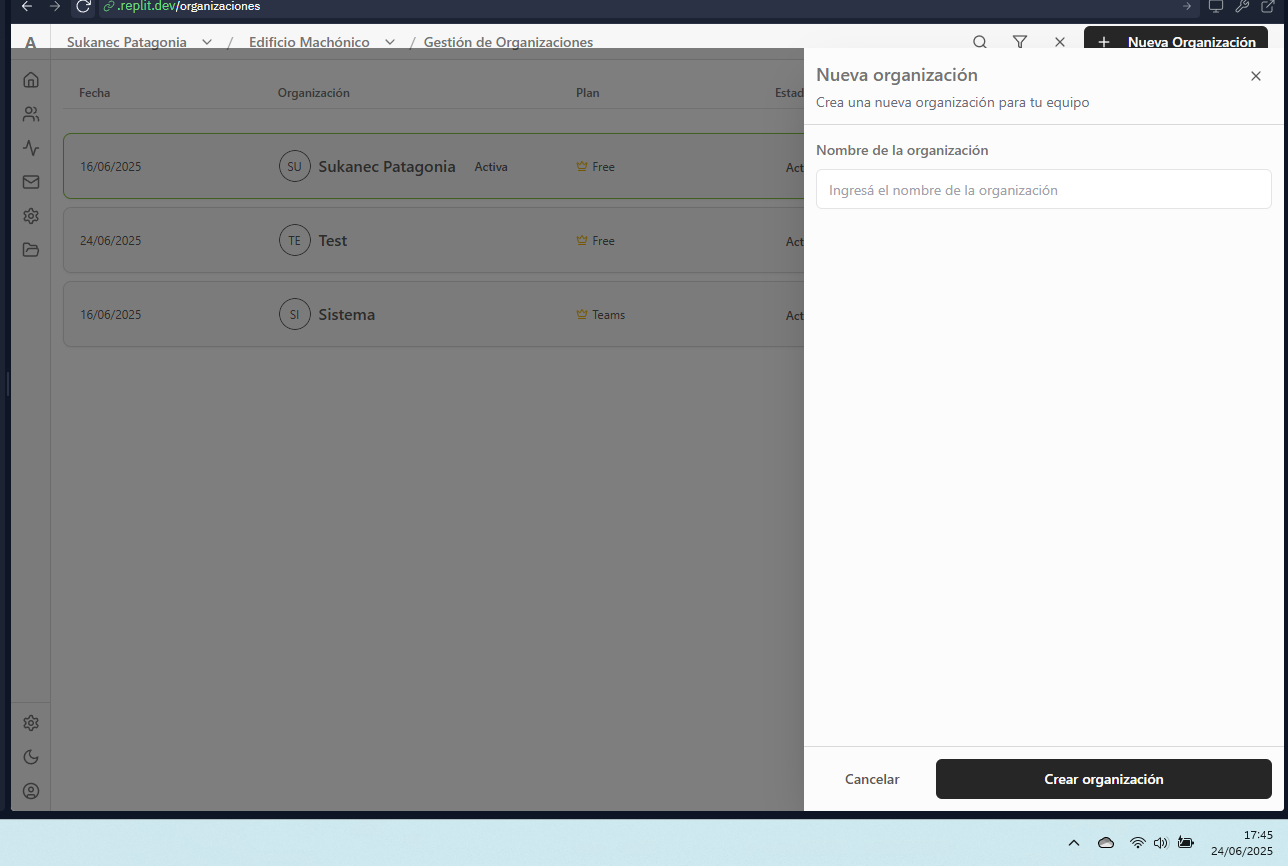 .replit.dev/organizaciones
A
Sukanec Patagonia / Edificio Machónico / Gestión de Organizaciones
Nueva Organización
Fecha Organización Plan Estad
16/06/2025 SU Sukanec Patagonia Activa Free Act
24/06/2025 TE Test Free Act
16/06/2025 SI Sistema Teams Act
Nueva organización
Crea una nueva organización para tu equipo
Nombre de la organización
Ingresá el nombre de la organización
Cancelar Crear organización
17:45
24/06/2025